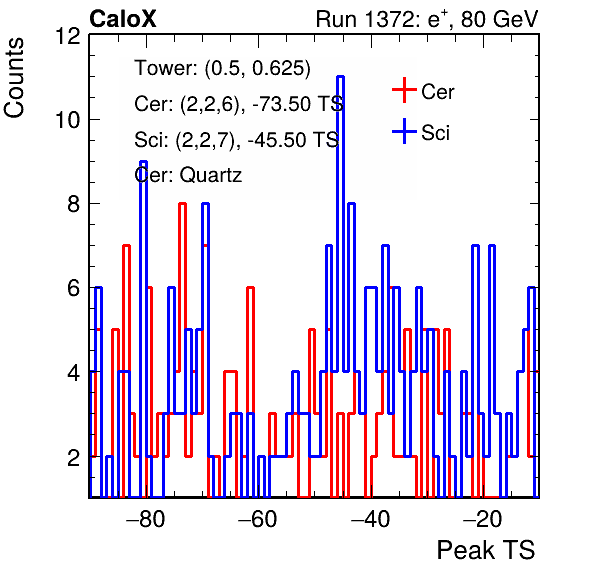 CaloX Run 1372: e⁺, 80 GeV
Counts
12
10
8
6
4
2
Tower: (0.5, 0.625)
Cer: (2,2,6), -73.50 TS
Sci: (2,2,7), -45.50 TS
Cer: Quartz
Cer
Sci
−80 −60 −40 −20
Peak TS